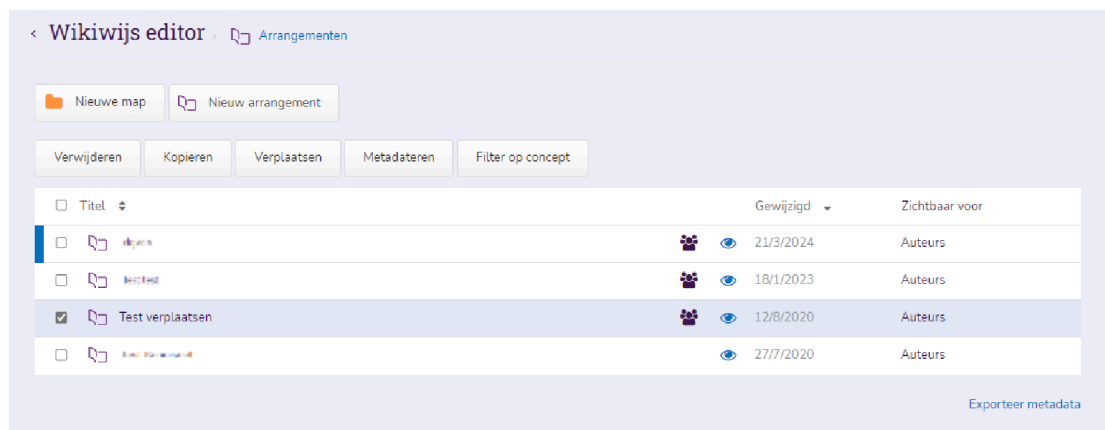 Wikiwijs editor Arrangementen
Nieuwe map Nieuw arrangement
Verwijderen Kopieren Verplaatsen Metadateren Filter op concept
Titel Gewijzigd Zichtbaar voor
21/3/2024 Auteurs
18/1/2023 Auteurs
Test verplaatsen 12/8/2020 Auteurs
27/7/2020 Auteurs
Exporteer metadata